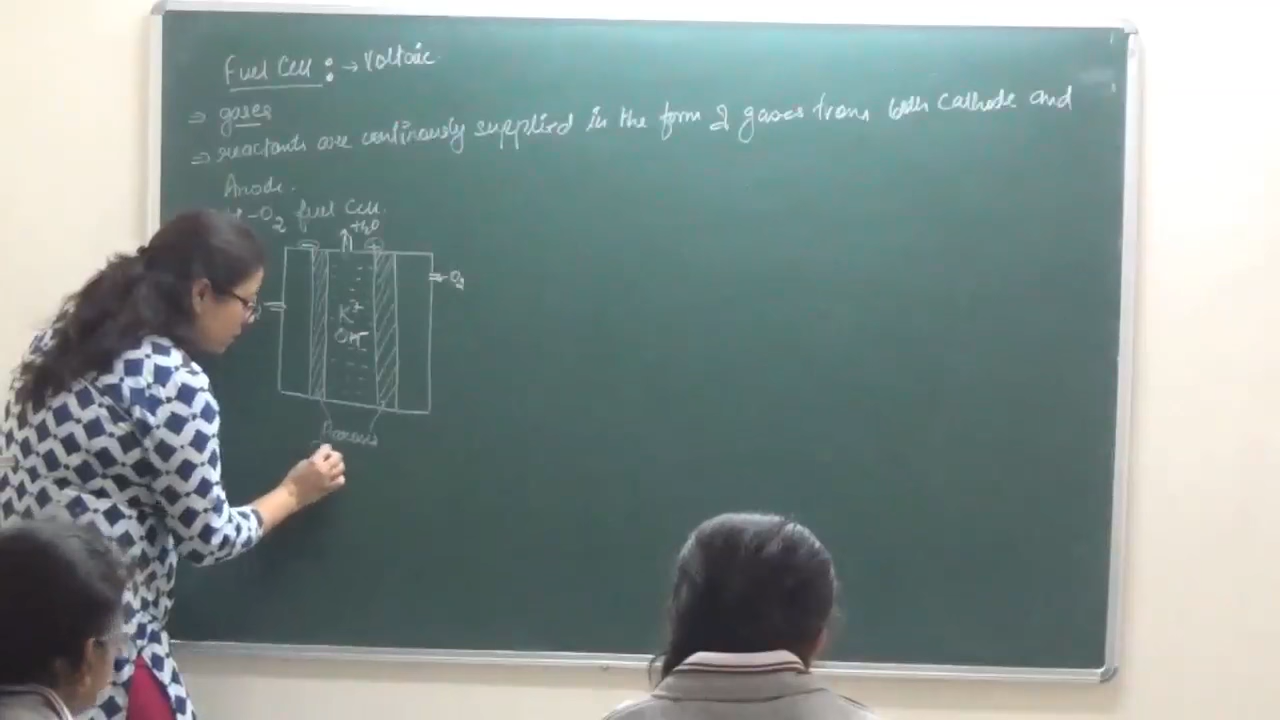 Fuel Cell : → Voltaic
⇒ gases
⇒ reactants are continously supplied in the form of gases from both cathode and
Anode.
-O2 fuel Cell.
H2O
− +
O2
K+
OH−
Porous